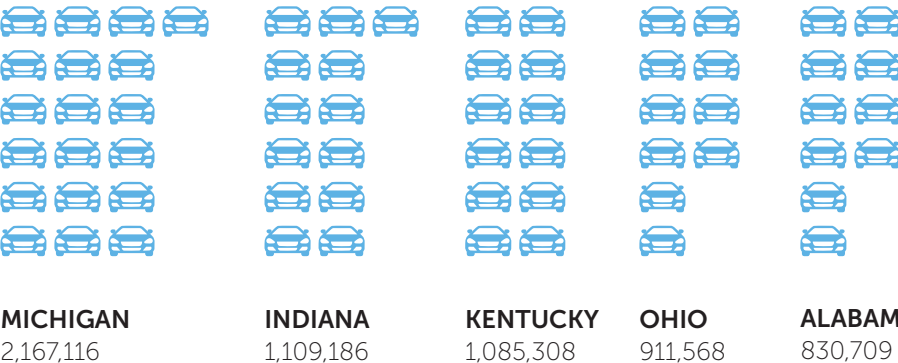 MICHIGAN
2,167,116
INDIANA
1,109,186
KENTUCKY
1,085,308
OHIO
911,568
ALABAM
830,709